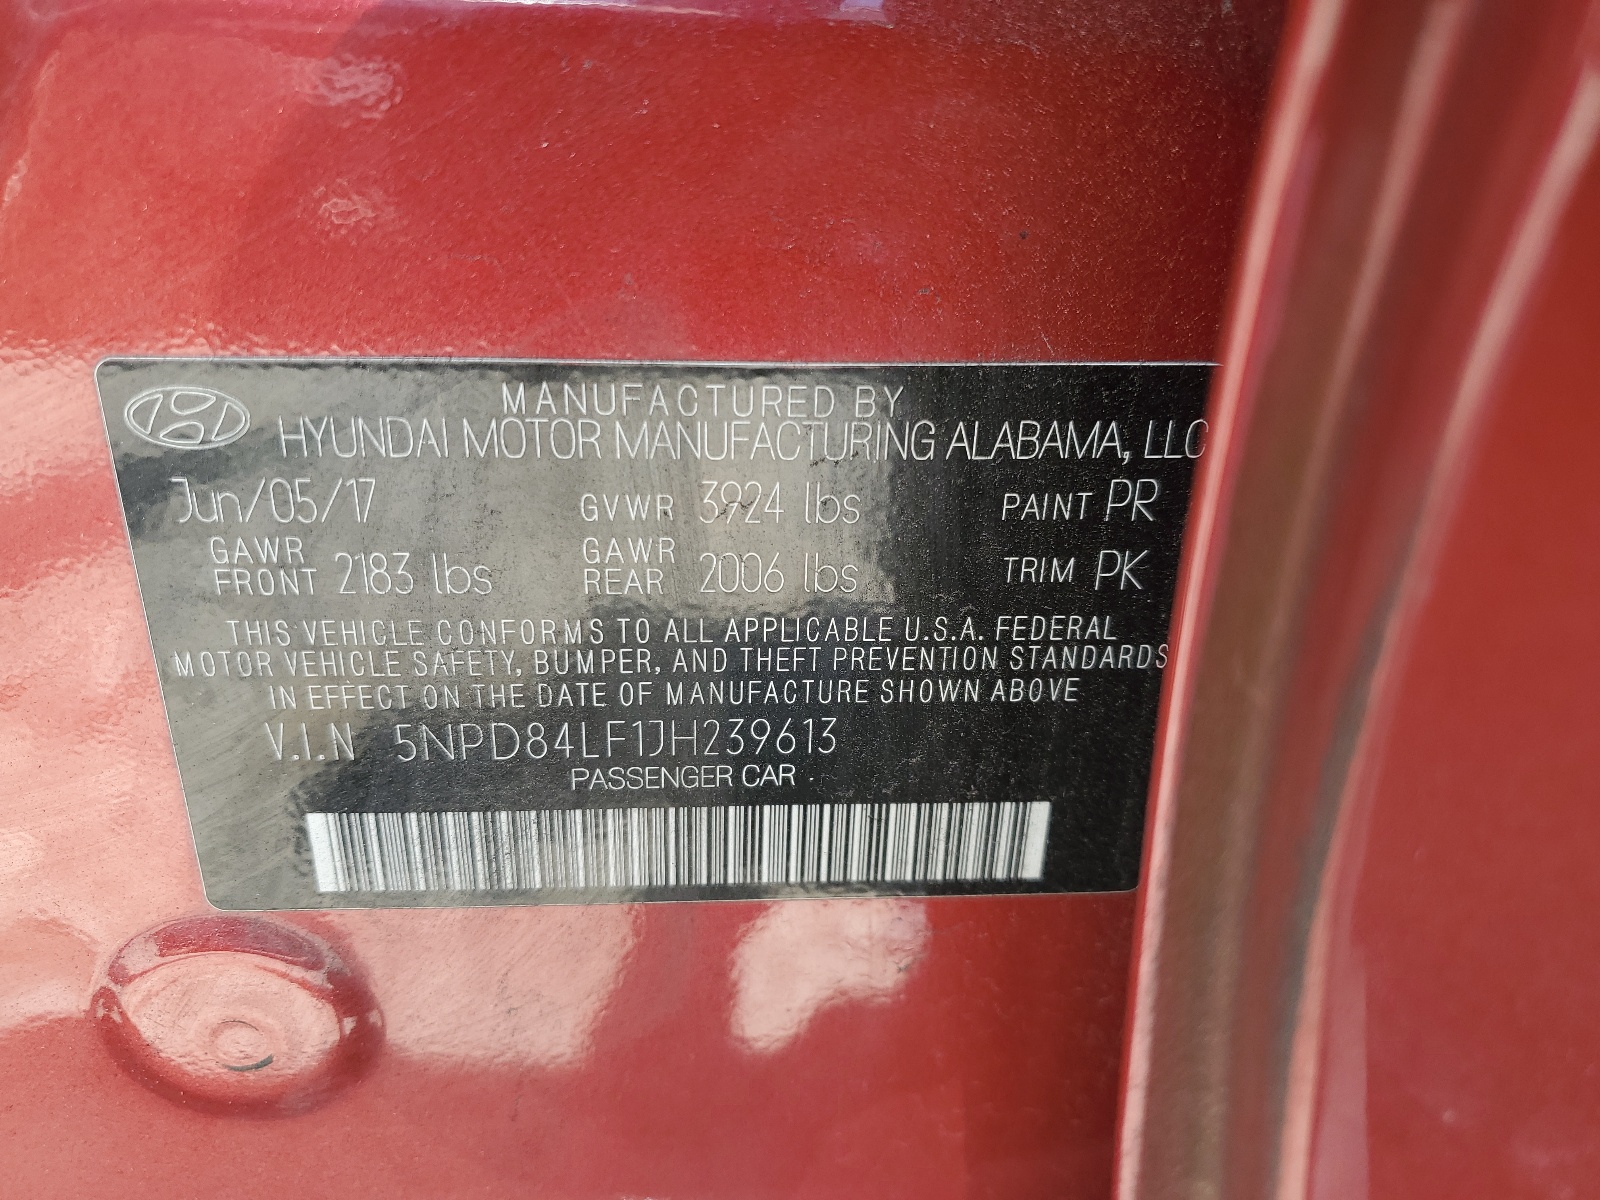 MANUFACTURED BY
HYUNDAI MOTOR MANUFACTURING ALABAMA, LLC
Jun/05/17 GVWR 3924 lbs PAINT PR
GAWR FRONT 2183 lbs GAWR REAR 2006 lbs TRIM PK
THIS VEHICLE CONFORMS TO ALL APPLICABLE U.S.A. FEDERAL
MOTOR VEHICLE SAFETY, BUMPER, AND THEFT PREVENTION STANDARDS
IN EFFECT ON THE DATE OF MANUFACTURE SHOWN ABOVE
V.I.N 5NPD84LF1JH239613
PASSENGER CAR